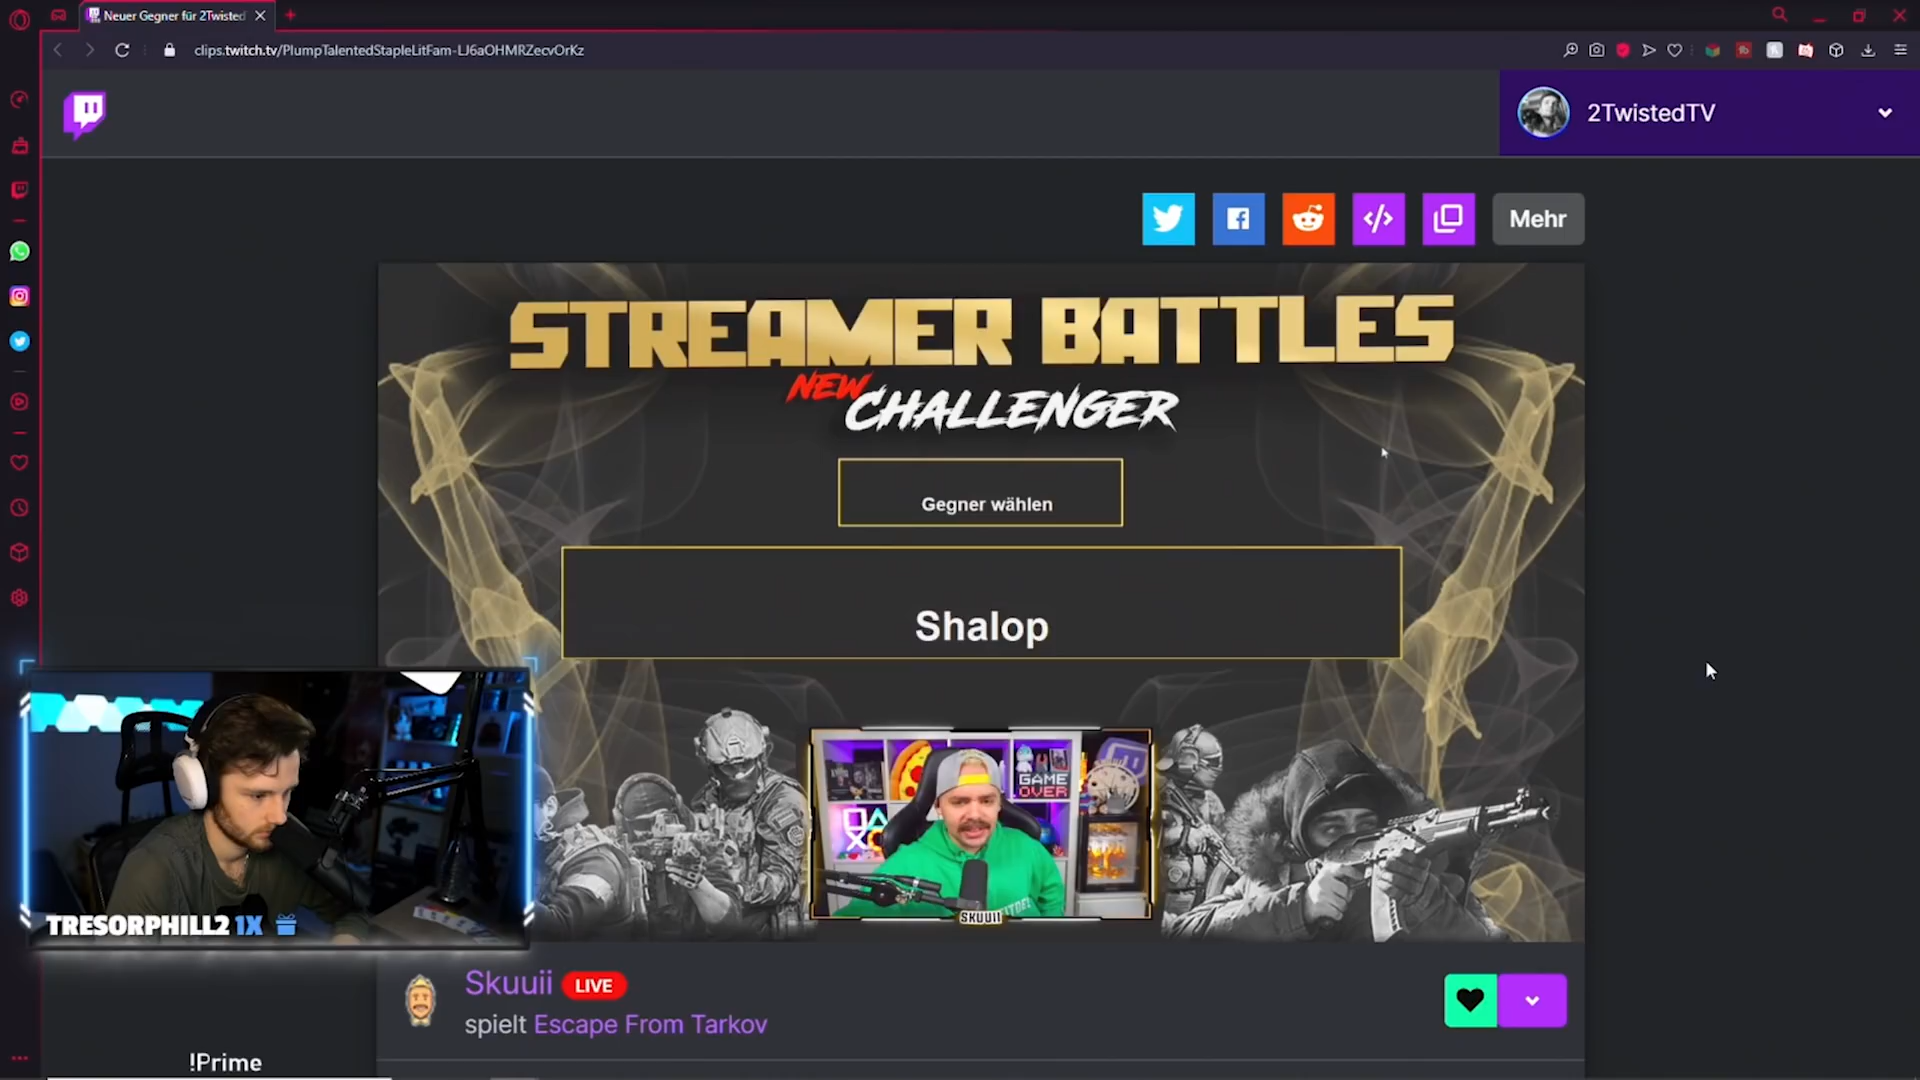 Neuer Gegner für 2Twisted
clips.twitch.tv/PlumpTalentedStapleLitFam-LJ6aOHMRZecvOrKz
2TwistedTV
Mehr
STREAMER BATTLES
NEW
CHALLENGER
Gegner wählen
Shalop
GAME
OVER
SKUUII
TRESORPHILL2 1X
Skuuii LIVE
spielt Escape From Tarkov
!Prime